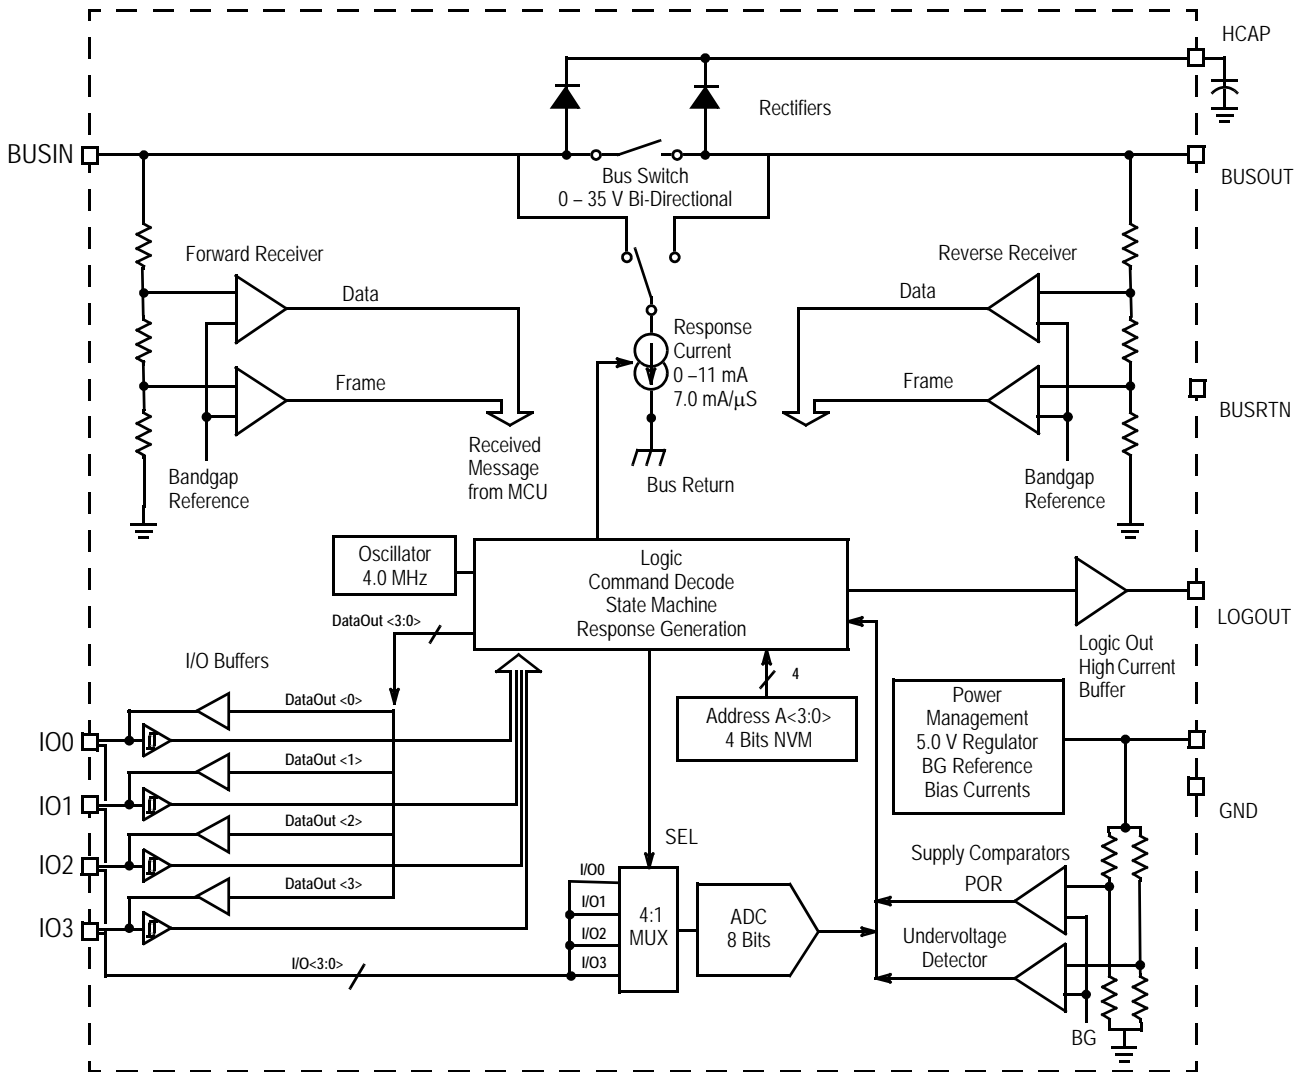 HCAP
Rectifiers
BUSIN
BUSOUT
Bus Switch
0 – 35 V Bi-Directional
Forward Receiver
Reverse Receiver
Data
Data
Response
Current
0 –11 mA
7.0 mA/μS
Frame
Frame
BUSRTN
Received
Message
from MCU
Bandgap
Reference
Bus Return
Bandgap
Reference
Oscillator
4.0 MHz
Logic
Command Decode
State Machine
Response Generation
LOGOUT
DataOut <3:0>
Logic Out
High Current
Buffer
I/O Buffers
4
Address A<3:0>
4 Bits NVM
Power
Management
5.0 V Regulator
BG Reference
Bias Currents
DataOut <0>
IO0
DataOut <1>
IO1
GND
DataOut <2>
IO2
SEL
Supply Comparators
POR
DataOut <3>
IO3
I/O0
I/O1
I/O2
I/O3
4:1
MUX
ADC
8 Bits
Undervoltage
Detector
I/O<3:0>
BG